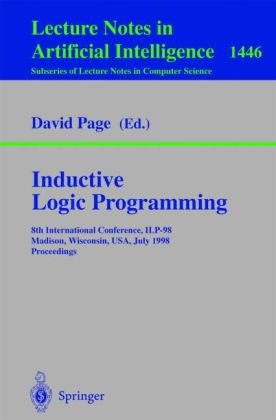 Lecture Notes in
Artificial Intelligence 1446
Subseries of Lecture Notes in Computer Science
David Page (Ed.)
Inductive
Logic Programming
8th International Conference, ILP-98
Madison, Wisconsin, USA, July 1998
Proceedings
Springer